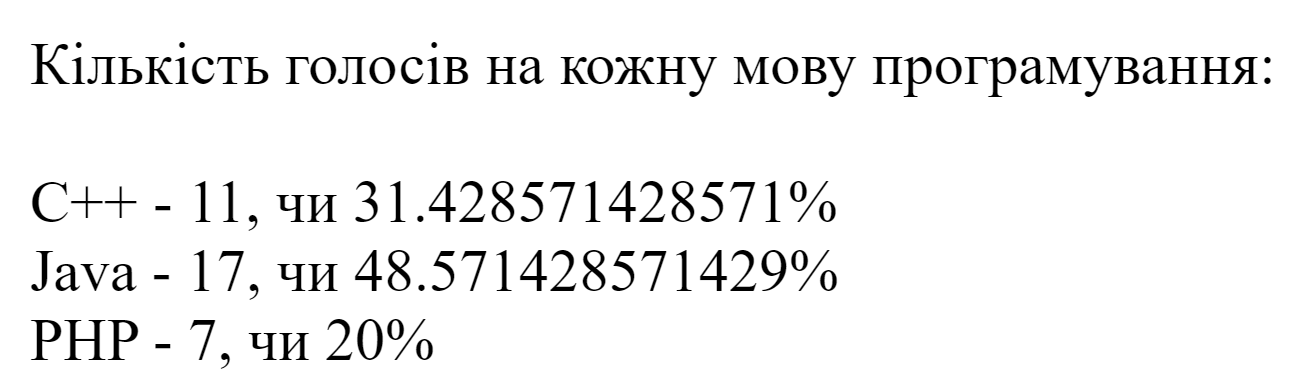 Кількість голосів на кожну мову програмування:
C++ - 11, чи 31.428571428571%
Java - 17, чи 48.571428571429%
PHP - 7, чи 20%